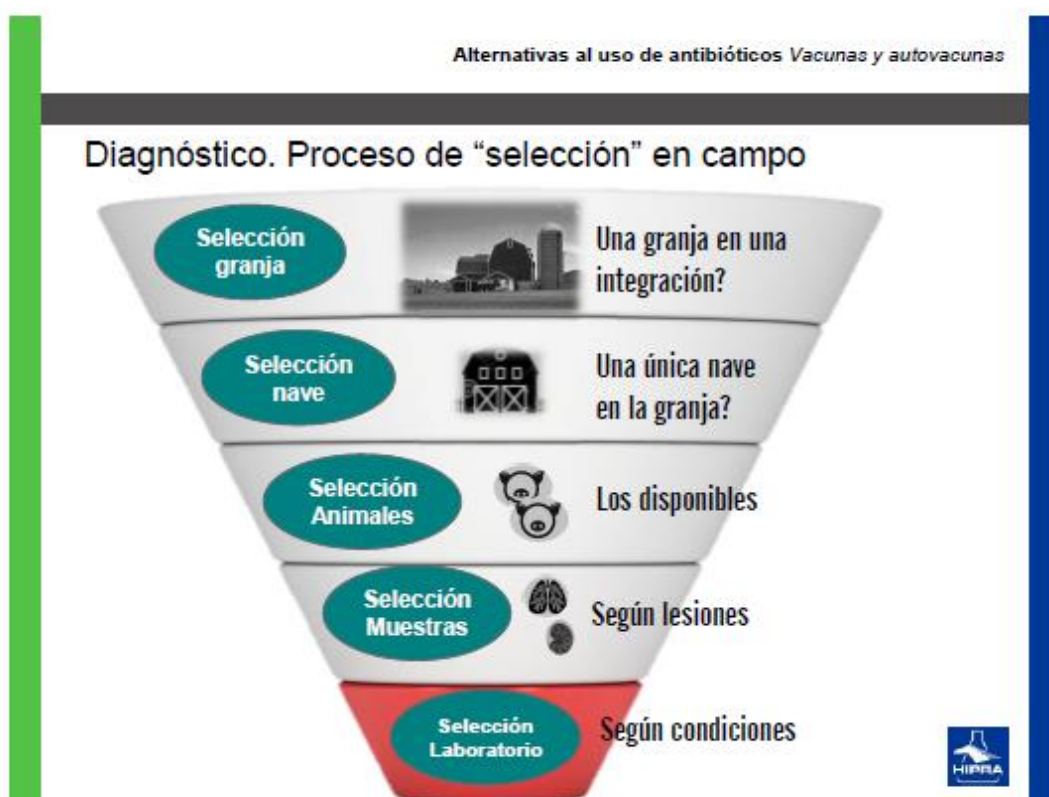 Alternativas al uso de antibióticos Vacunas y autovacunas
Diagnóstico. Proceso de “selección” en campo
Selección
granja
Una granja en una
integración?
Selección
nave
Una única nave
en la granja?
Selección
Animales
Los disponibles
Selección
Muestras
Según lesiones
Selección
Laboratorio
Según condiciones
HIPRA